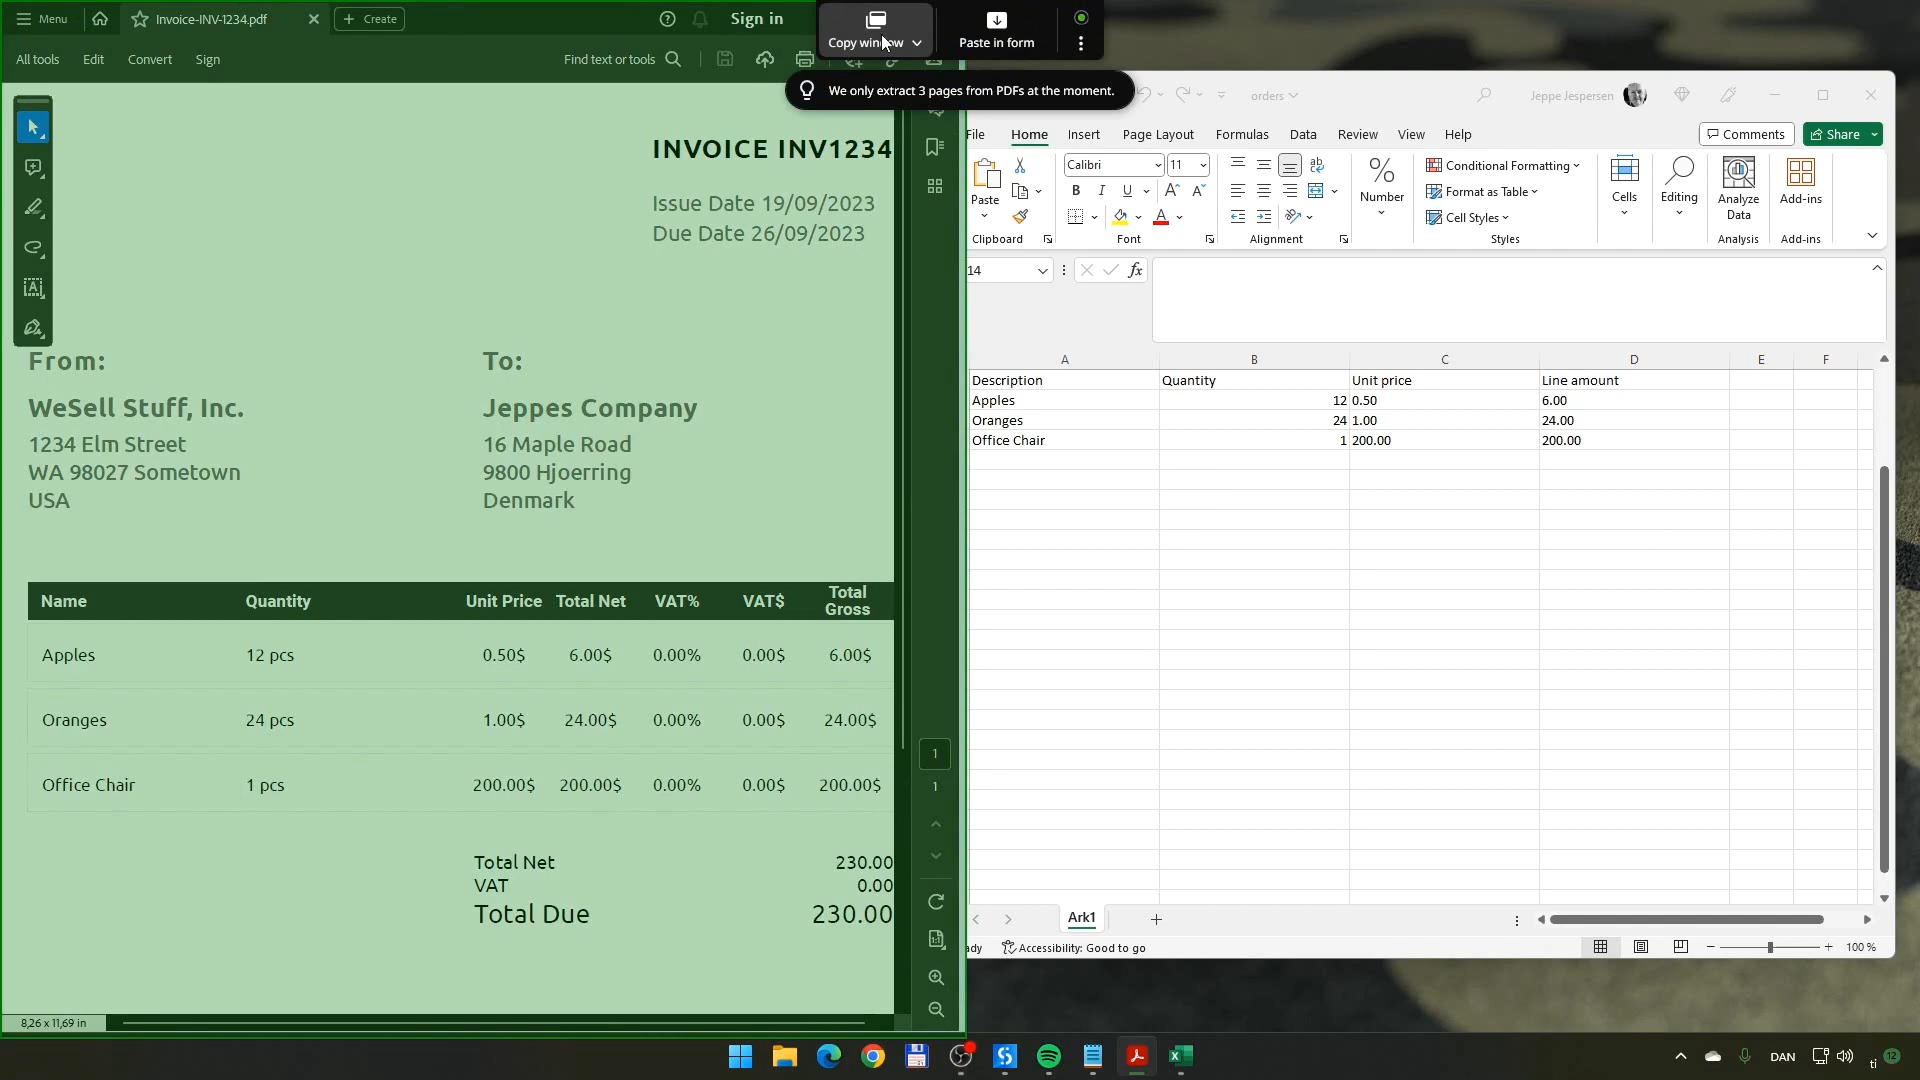 Menu
Invoice-INV-1234.pdf
Create
Sign in
Copy window
Paste in form
We only extract 3 pages from PDFs at the moment.
All tools
Edit
Convert
Sign
Find text or tools
INVOICE INV1234
Issue Date 19/09/2023
Due Date 26/09/2023
From:
To:
WeSell Stuff, Inc.
Jeppes Company
1234 Elm Street
16 Maple Road
WA 98027 Sometown
9800 Hjoerring
USA
Denmark
Name Quantity Unit Price Total Net VAT% VAT$ Total Gross
Apples 12 pcs 0.50$ 6.00$ 0.00% 0.00$ 6.00$
Oranges 24 pcs 1.00$ 24.00$ 0.00% 0.00$ 24.00$
Office Chair 1 pcs 200.00$ 200.00$ 0.00% 0.00$ 200.00$
Total Net 230.00
VAT 0.00
Total Due 230.00
1
1
8,26 x 11,69 in
orders
Jeppe Jespersen
File Home Insert Page Layout Formulas Data Review View Help
Comments
Share
Paste
Clipboard
Calibri
11
B I U
Font
ab
Alignment
Number
Conditional Formatting
Format as Table
Cell Styles
Styles
Cells
Editing
Analyze Data
Analysis
Add-ins
Add-ins
14
fx
A B C D E F
Description Quantity Unit price Line amount
Apples 12 0.50 6.00
Oranges 24 1.00 24.00
Office Chair 1 200.00 200.00
Ark1
ady
Accessibility: Good to go
100 %
DAN
ti
12